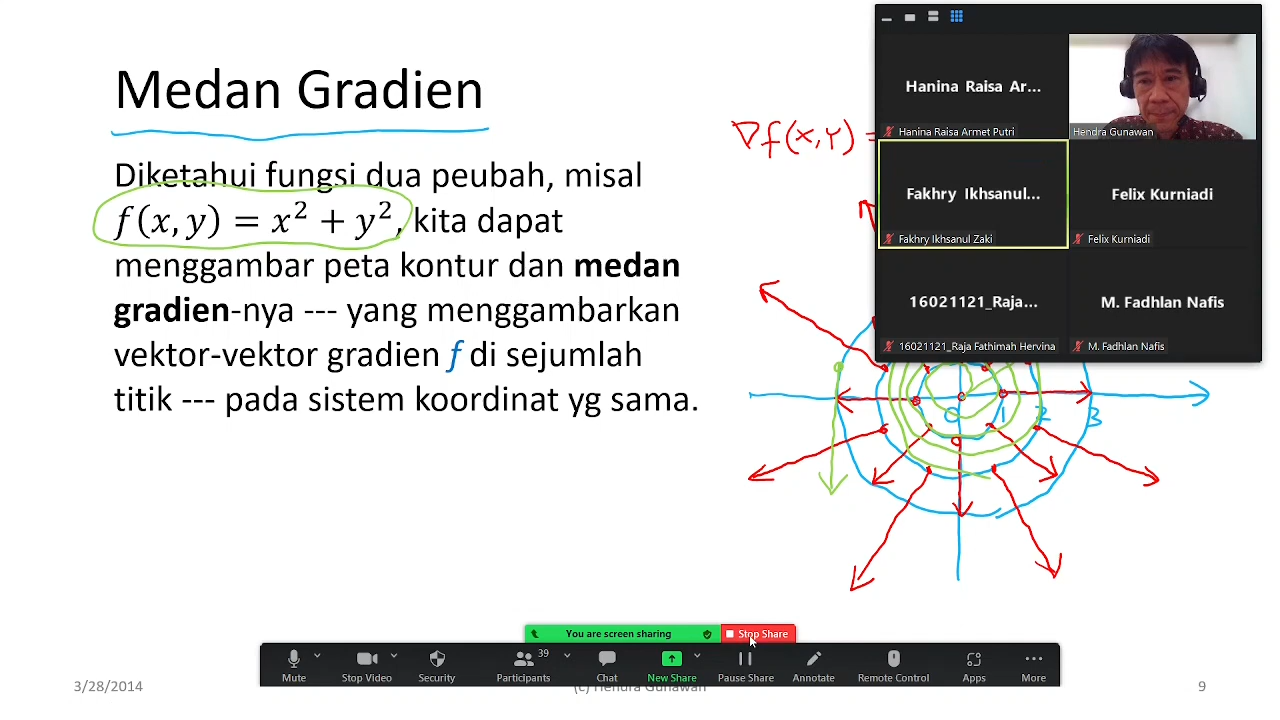 Medan Gradien
Diketahui fungsi dua peubah, misal
f(x, y) = x² + y², kita dapat
menggambar peta kontur dan medan
gradien-nya --- yang menggambarkan
vektor-vektor gradien f di sejumlah
titik --- pada sistem koordinat yg sama.
∇f(x,y) =
0 1 2 3
Hanina Raisa Ar...
Hanina Raisa Armet Putri
Hendra Gunawan
Fakhry Ikhsanul...
Fakhry Ikhsanul Zaki
Felix Kurniadi
Felix Kurniadi
16021121_Raja...
16021121_Raja Fathimah Hervina
M. Fadhlan Nafis
M. Fadhlan Nafis
You are screen sharing
Stop Share
Mute
Stop Video
Security
39
Participants
Chat
New Share
Pause Share
Annotate
Remote Control
Apps
More
3/28/2014
(c) Hendra Gunawan
9